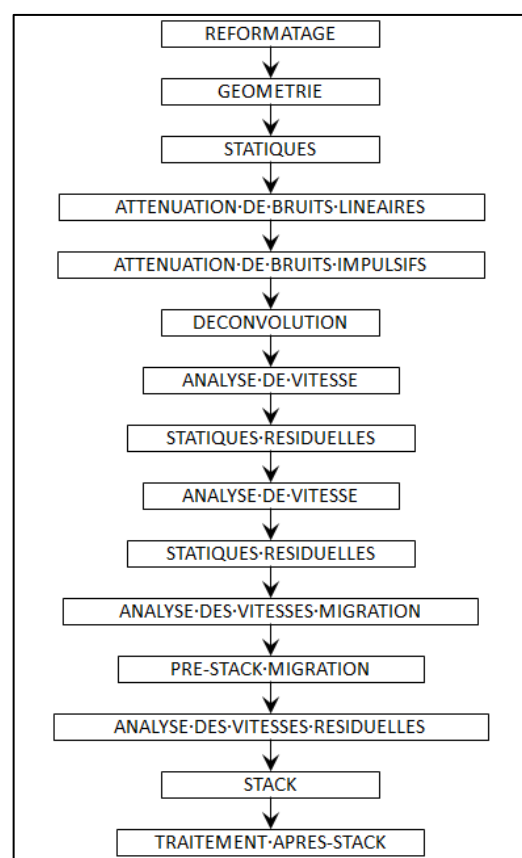 REFORMATAGE
GEOMETRIE
STATIQUES
ATTENUATION·DE·BRUITS·LINEAIRES
ATTENUATION·DE·BRUITS·IMPULSIFS
DECONVOLUTION
ANALYSE·DE·VITESSE
STATIQUES·RESIDUELLES
ANALYSE·DE·VITESSE
STATIQUES·RESIDUELLES
ANALYSE·DES·VITESSES·MIGRATION
PRE-STACK·MIGRATION
ANALYSE·DES·VITESSES·RESIDUELLES
STACK
TRAITEMENT·APRES-STACK